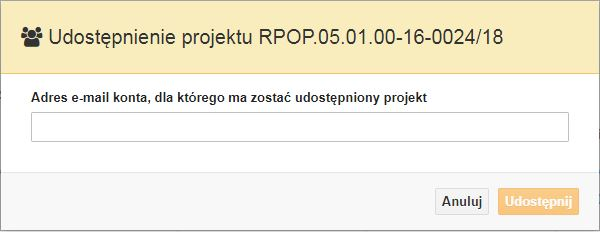 Udostępnienie projektu RPOP.05.01.00-16-0024/18
Adres e-mail konta, dla którego ma zostać udostępniony projekt
Anuluj Udostępnij